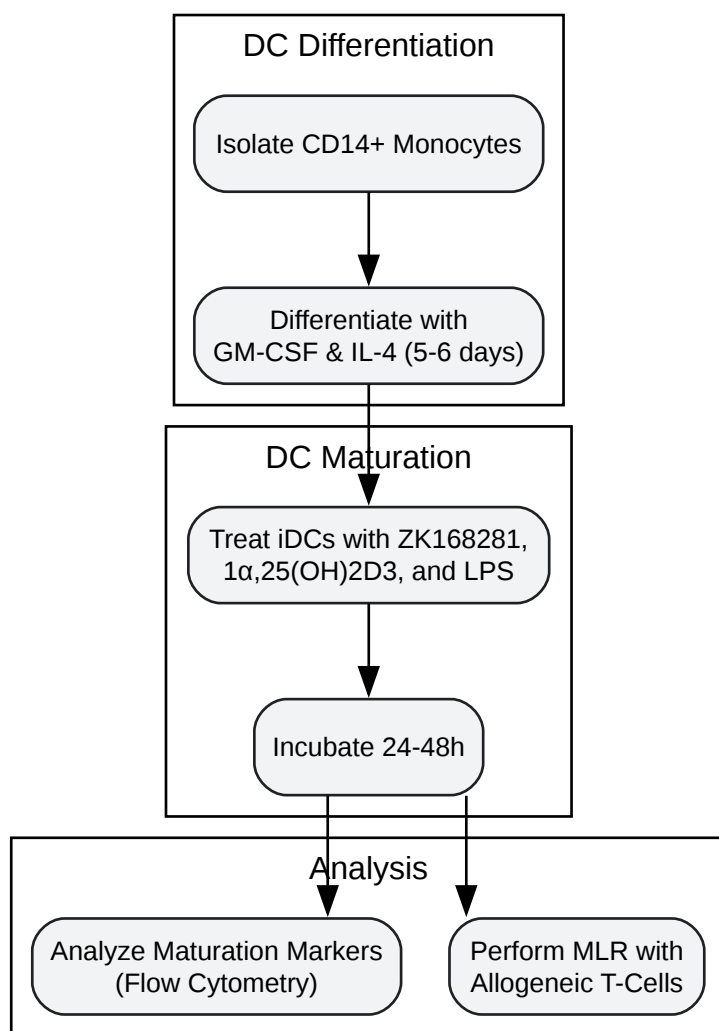 DC Differentiation
Isolate CD14+ Monocytes
Differentiate with
GM-CSF & IL-4 (5-6 days)
DC Maturation
Treat iDCs with ZK168281,
1α,25(OH)2D3, and LPS
Incubate 24-48h
Analysis
Analyze Maturation Markers
(Flow Cytometry)
Perform MLR with
Allogeneic T-Cells